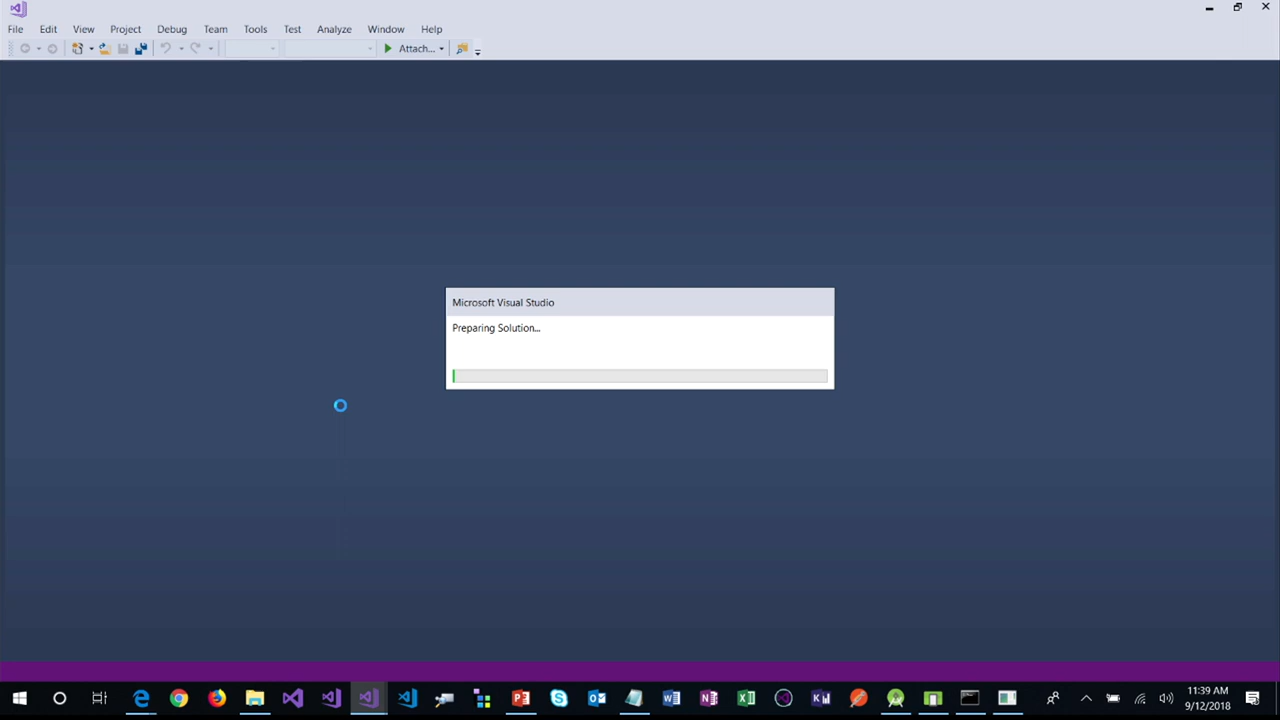 File Edit View Project Debug Team Tools Test Analyze Window Help
Attach...
Microsoft Visual Studio
Preparing Solution...
11:39 AM
9/12/2018